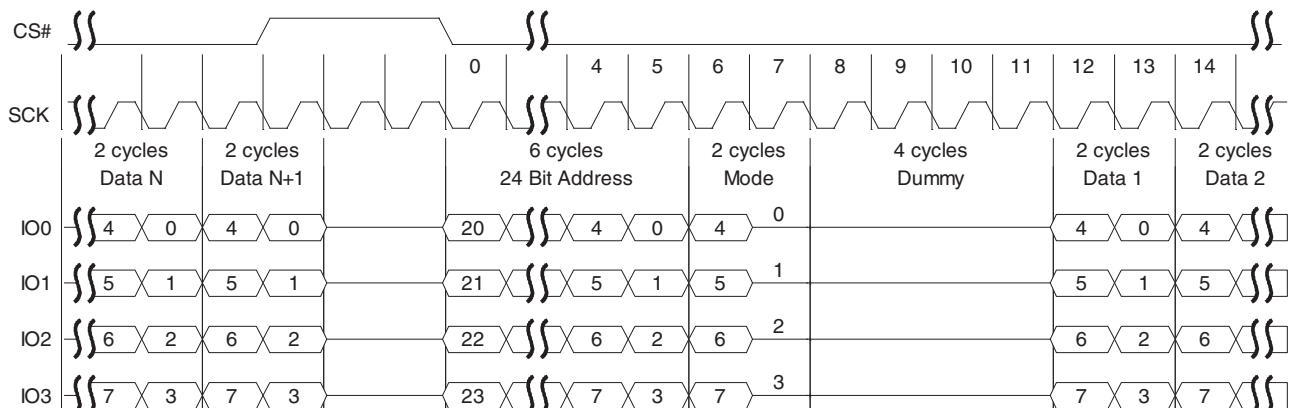 CS#
0 4 5 6 7 8 9 10 11 12 13 14
SCK
2 cycles 2 cycles 6 cycles 2 cycles 4 cycles 2 cycles 2 cycles
Data N Data N+1 24 Bit Address Mode Dummy Data 1 Data 2
IO0 4 0 4 0 20 4 0 4 0 4 0 4
IO1 5 1 5 1 21 5 1 5 1 5 1 5
IO2 6 2 6 2 22 6 2 6 2 6 2 6
IO3 7 3 7 3 23 7 3 7 3 7 3 7